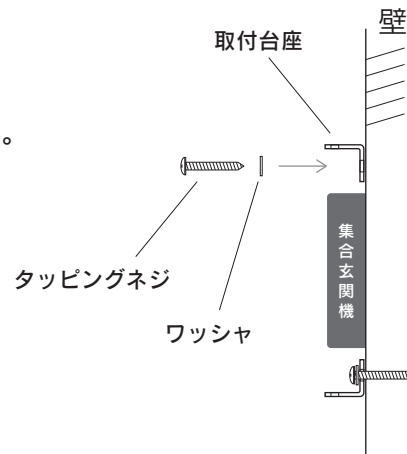 壁
取付台座
。
タッピングネジ
ワッシャ
集合玄関機